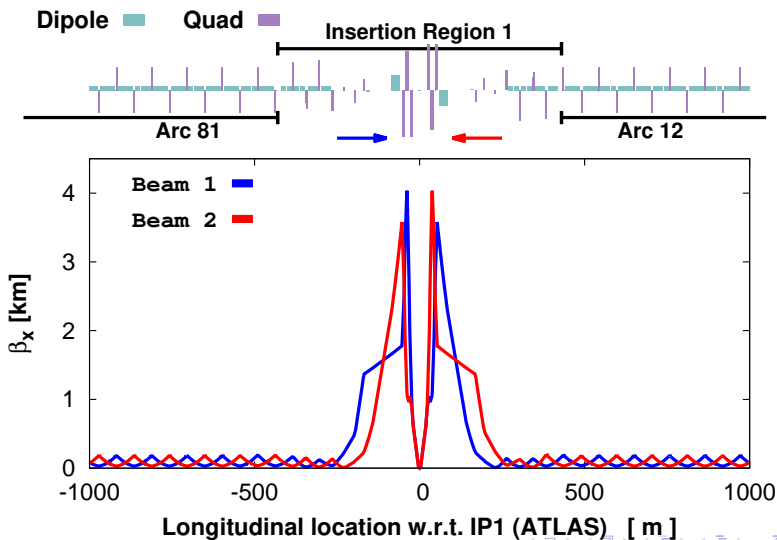 Dipole Quad
Insertion Region 1
Arc 81 Arc 12
Beam 1
Beam 2
βx [km]
4
3
2
1
0
-1000 -500 0 500 1000
Longitudinal location w.r.t. IP1 (ATLAS) [ m ]